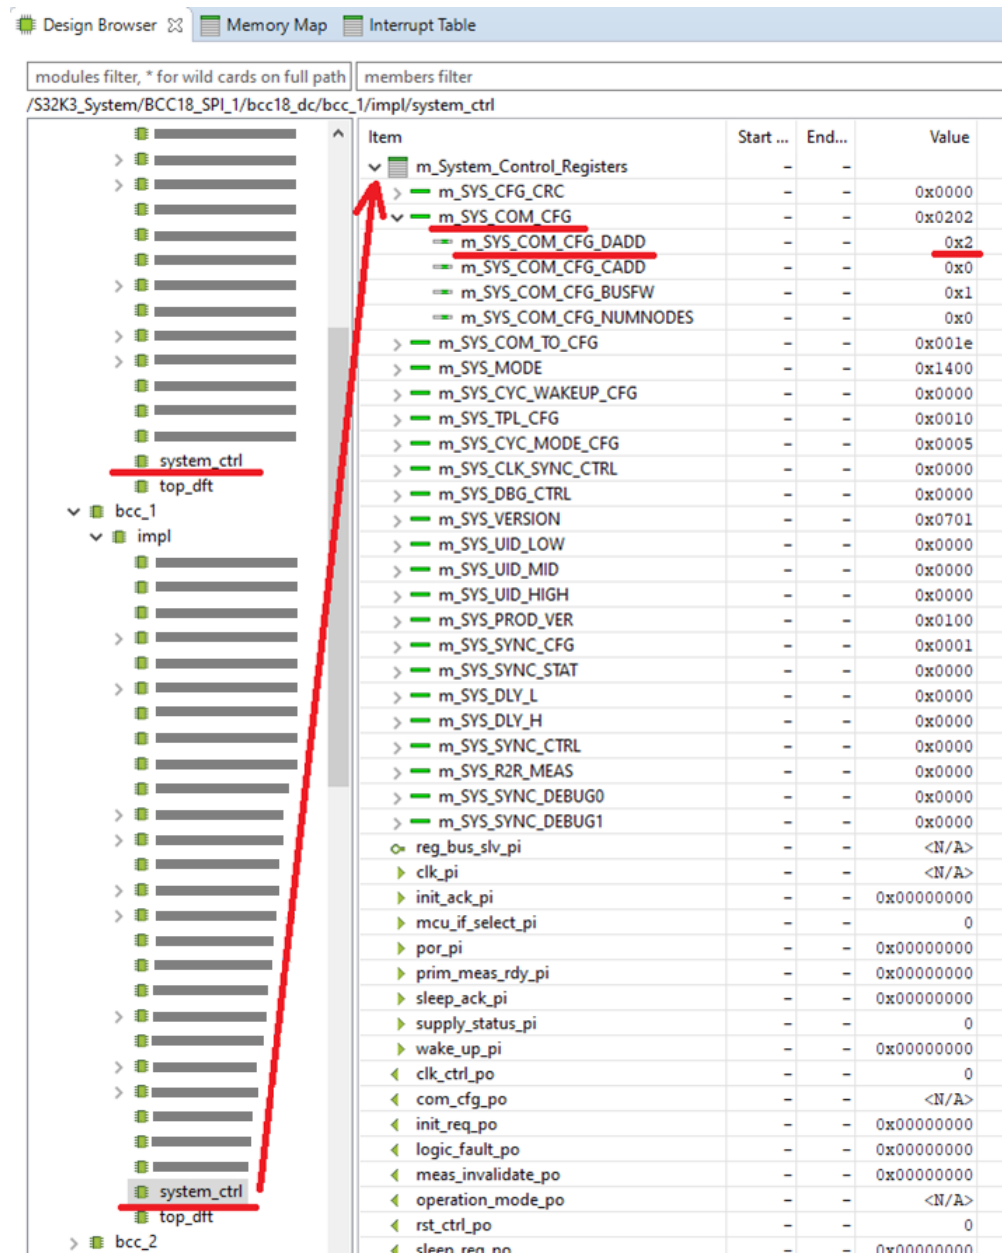 Design Browser Memory Map Interrupt Table
modules filter, * for wild cards on full path members filter
/S32K3_System/BCC18_SPI_1/bcc18_dc/bcc_1/impl/system_ctrl
Item Start ... End... Value
m_System_Control_Registers – –
m_SYS_CFG_CRC – – 0x0000
m_SYS_COM_CFG – – 0x0202
m_SYS_COM_CFG_DADD – – 0x2
m_SYS_COM_CFG_CADD – – 0x0
m_SYS_COM_CFG_BUSFW – – 0x1
m_SYS_COM_CFG_NUMNODES – – 0x0
m_SYS_COM_TO_CFG – – 0x001e
m_SYS_MODE – – 0x1400
m_SYS_CYC_WAKEUP_CFG – – 0x0000
m_SYS_TPL_CFG – – 0x0010
m_SYS_CYC_MODE_CFG – – 0x0005
system_ctrl m_SYS_CLK_SYNC_CTRL – – 0x0000
top_dft m_SYS_DBG_CTRL – – 0x0000
bcc_1 m_SYS_VERSION – – 0x0701
impl m_SYS_UID_LOW – – 0x0000
m_SYS_UID_MID – – 0x0000
m_SYS_UID_HIGH – – 0x0000
m_SYS_PROD_VER – – 0x0100
m_SYS_SYNC_CFG – – 0x0001
m_SYS_SYNC_STAT – – 0x0000
m_SYS_DLY_L – – 0x0000
m_SYS_DLY_H – – 0x0000
m_SYS_SYNC_CTRL – – 0x0000
m_SYS_R2R_MEAS – – 0x0000
m_SYS_SYNC_DEBUG0 – – 0x0000
m_SYS_SYNC_DEBUG1 – – 0x0000
reg_bus_slv_pi – – <N/A>
clk_pi – – <N/A>
init_ack_pi – – 0x00000000
mcu_if_select_pi – – 0
por_pi – – 0x00000000
prim_meas_rdy_pi – – 0x00000000
sleep_ack_pi – – 0x00000000
supply_status_pi – – 0
wake_up_pi – – 0x00000000
clk_ctrl_po – – 0
com_cfg_po – – <N/A>
init_req_po – – 0x00000000
logic_fault_po – – 0x00000000
meas_invalidate_po – – 0x00000000
system_ctrl operation_mode_po – – <N/A>
top_dft rst_ctrl_po – – 0
bcc_2 sleep_req_po – – 0x00000000